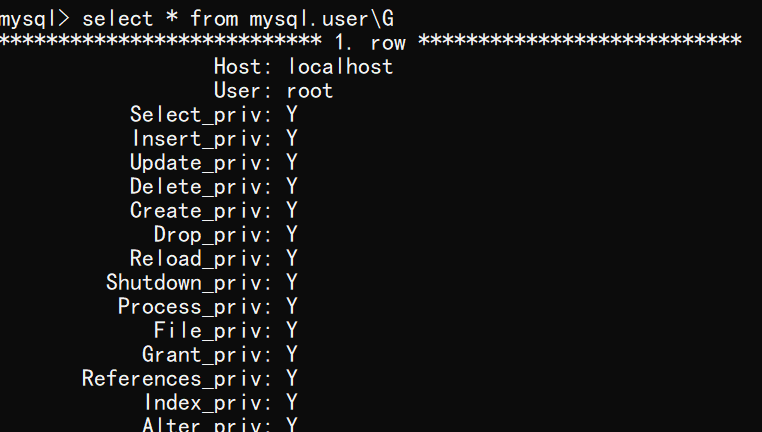 mysql> select * from mysql.user\G
*************************** 1. row ***************************
Host: localhost
User: root
Select_priv: Y
Insert_priv: Y
Update_priv: Y
Delete_priv: Y
Create_priv: Y
Drop_priv: Y
Reload_priv: Y
Shutdown_priv: Y
Process_priv: Y
File_priv: Y
Grant_priv: Y
References_priv: Y
Index_priv: Y
Alter_priv: Y